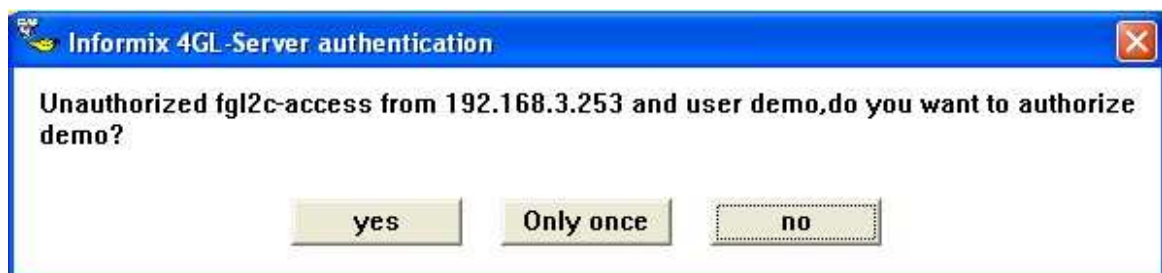 Informix 4GL-Server authentication
Unauthorized fgl2c-access from 192.168.3.253 and user demo,do you want to authorize
demo?
yes Only once no